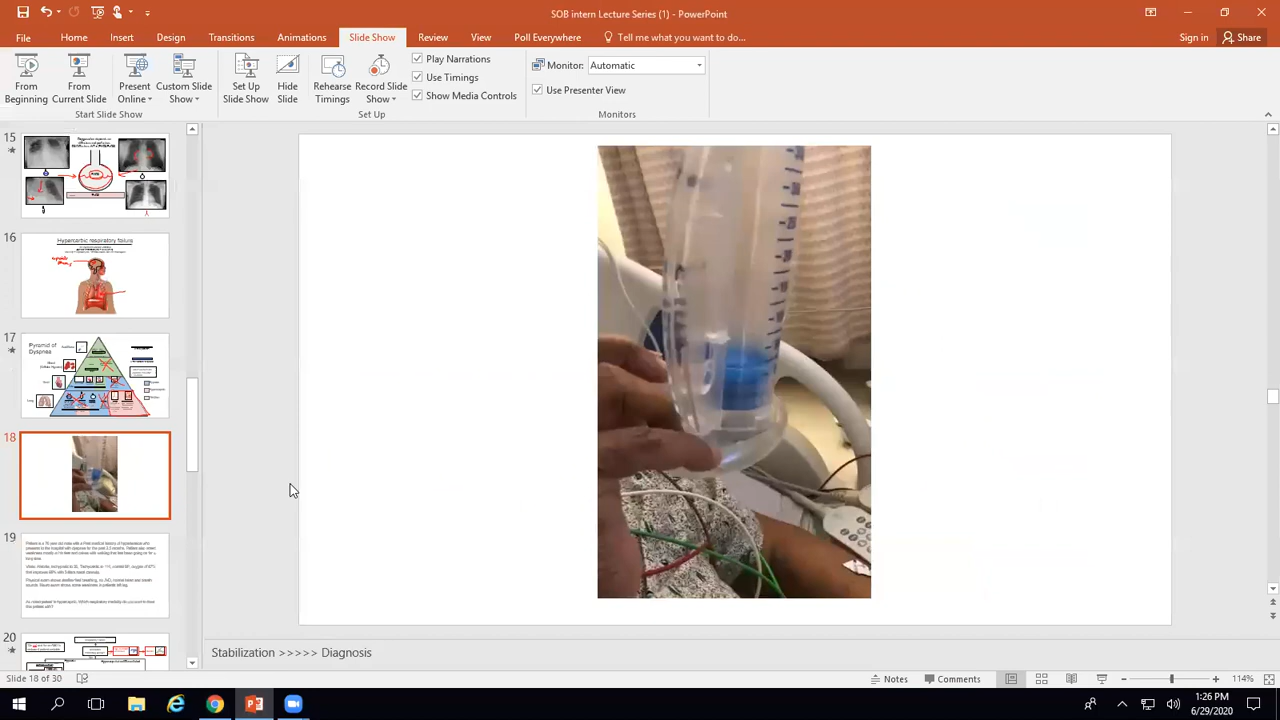 SOB intern Lecture Series (1) - PowerPoint
File Home Insert Design Transitions Animations Slide Show Review View Poll Everywhere Tell me what you want to do... Sign in Share
From Beginning
From Current Slide
Present Online
Custom Slide Show
Start Slide Show
Set Up Slide Show
Hide Slide
Rehearse Timings
Record Slide Show
Play Narrations
Use Timings
Show Media Controls
Set Up
Monitor: Automatic
Use Presenter View
Monitors
15
16
Hypercarbic respiratory failure
17
Pyramid of
Dyspnea
18
19
20
Stabilization >>>>> Diagnosis
Slide 18 of 30
Notes
Comments
114%
1:26 PM
6/29/2020